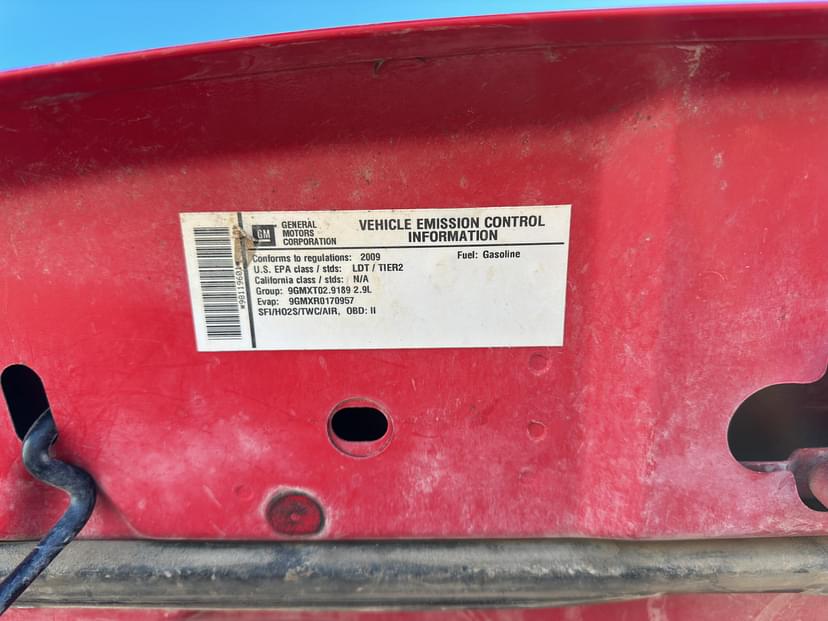 GM
GENERAL
MOTORS
CORPORATION
VEHICLE EMISSION CONTROL
INFORMATION
Conforms to regulations: 2009 Fuel: Gasoline
U.S. EPA class / stds: LDT / TIER2
California class / stds: N/A
Group: 9GMXT02.9189 2.9L
Evap: 9GMXR0170957
SFI/HO2S/TWC/AIR, OBD: II